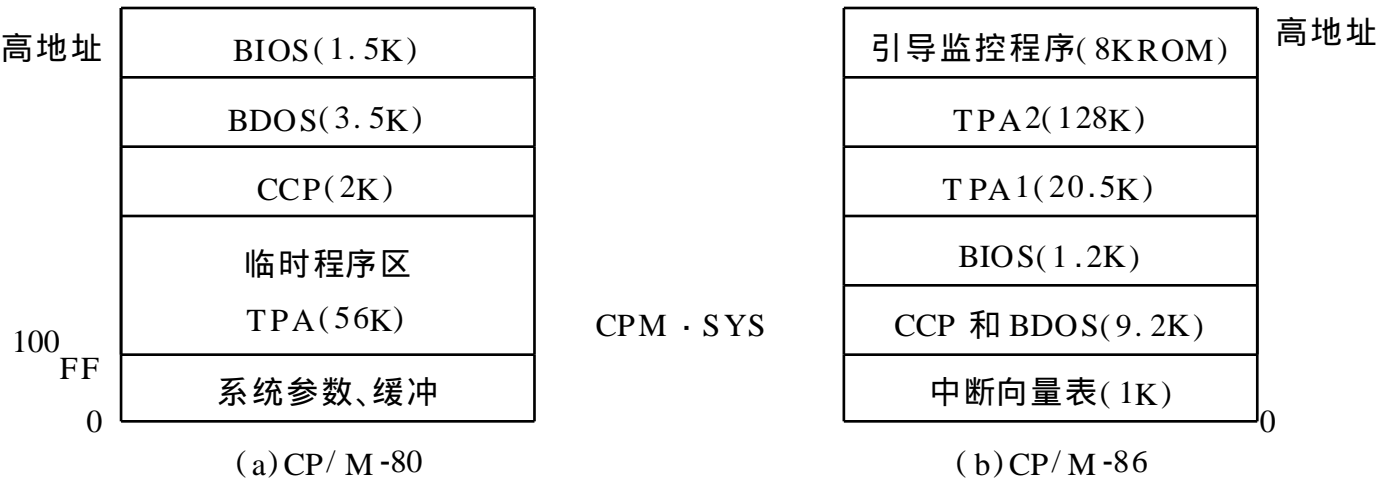 高地址
BIOS(1.5K)
BDOS(3.5K)
CCP(2K)
临时程序区
TPA(56K)
100
FF
系统参数、缓冲
0
(a)CP/M-80
CPM·SYS
引导监控程序(8KROM)
高地址
TPA2(128K)
TPA1(20.5K)
BIOS(1.2K)
CCP 和 BDOS(9.2K)
中断向量表(1K)
0
(b)CP/M-86